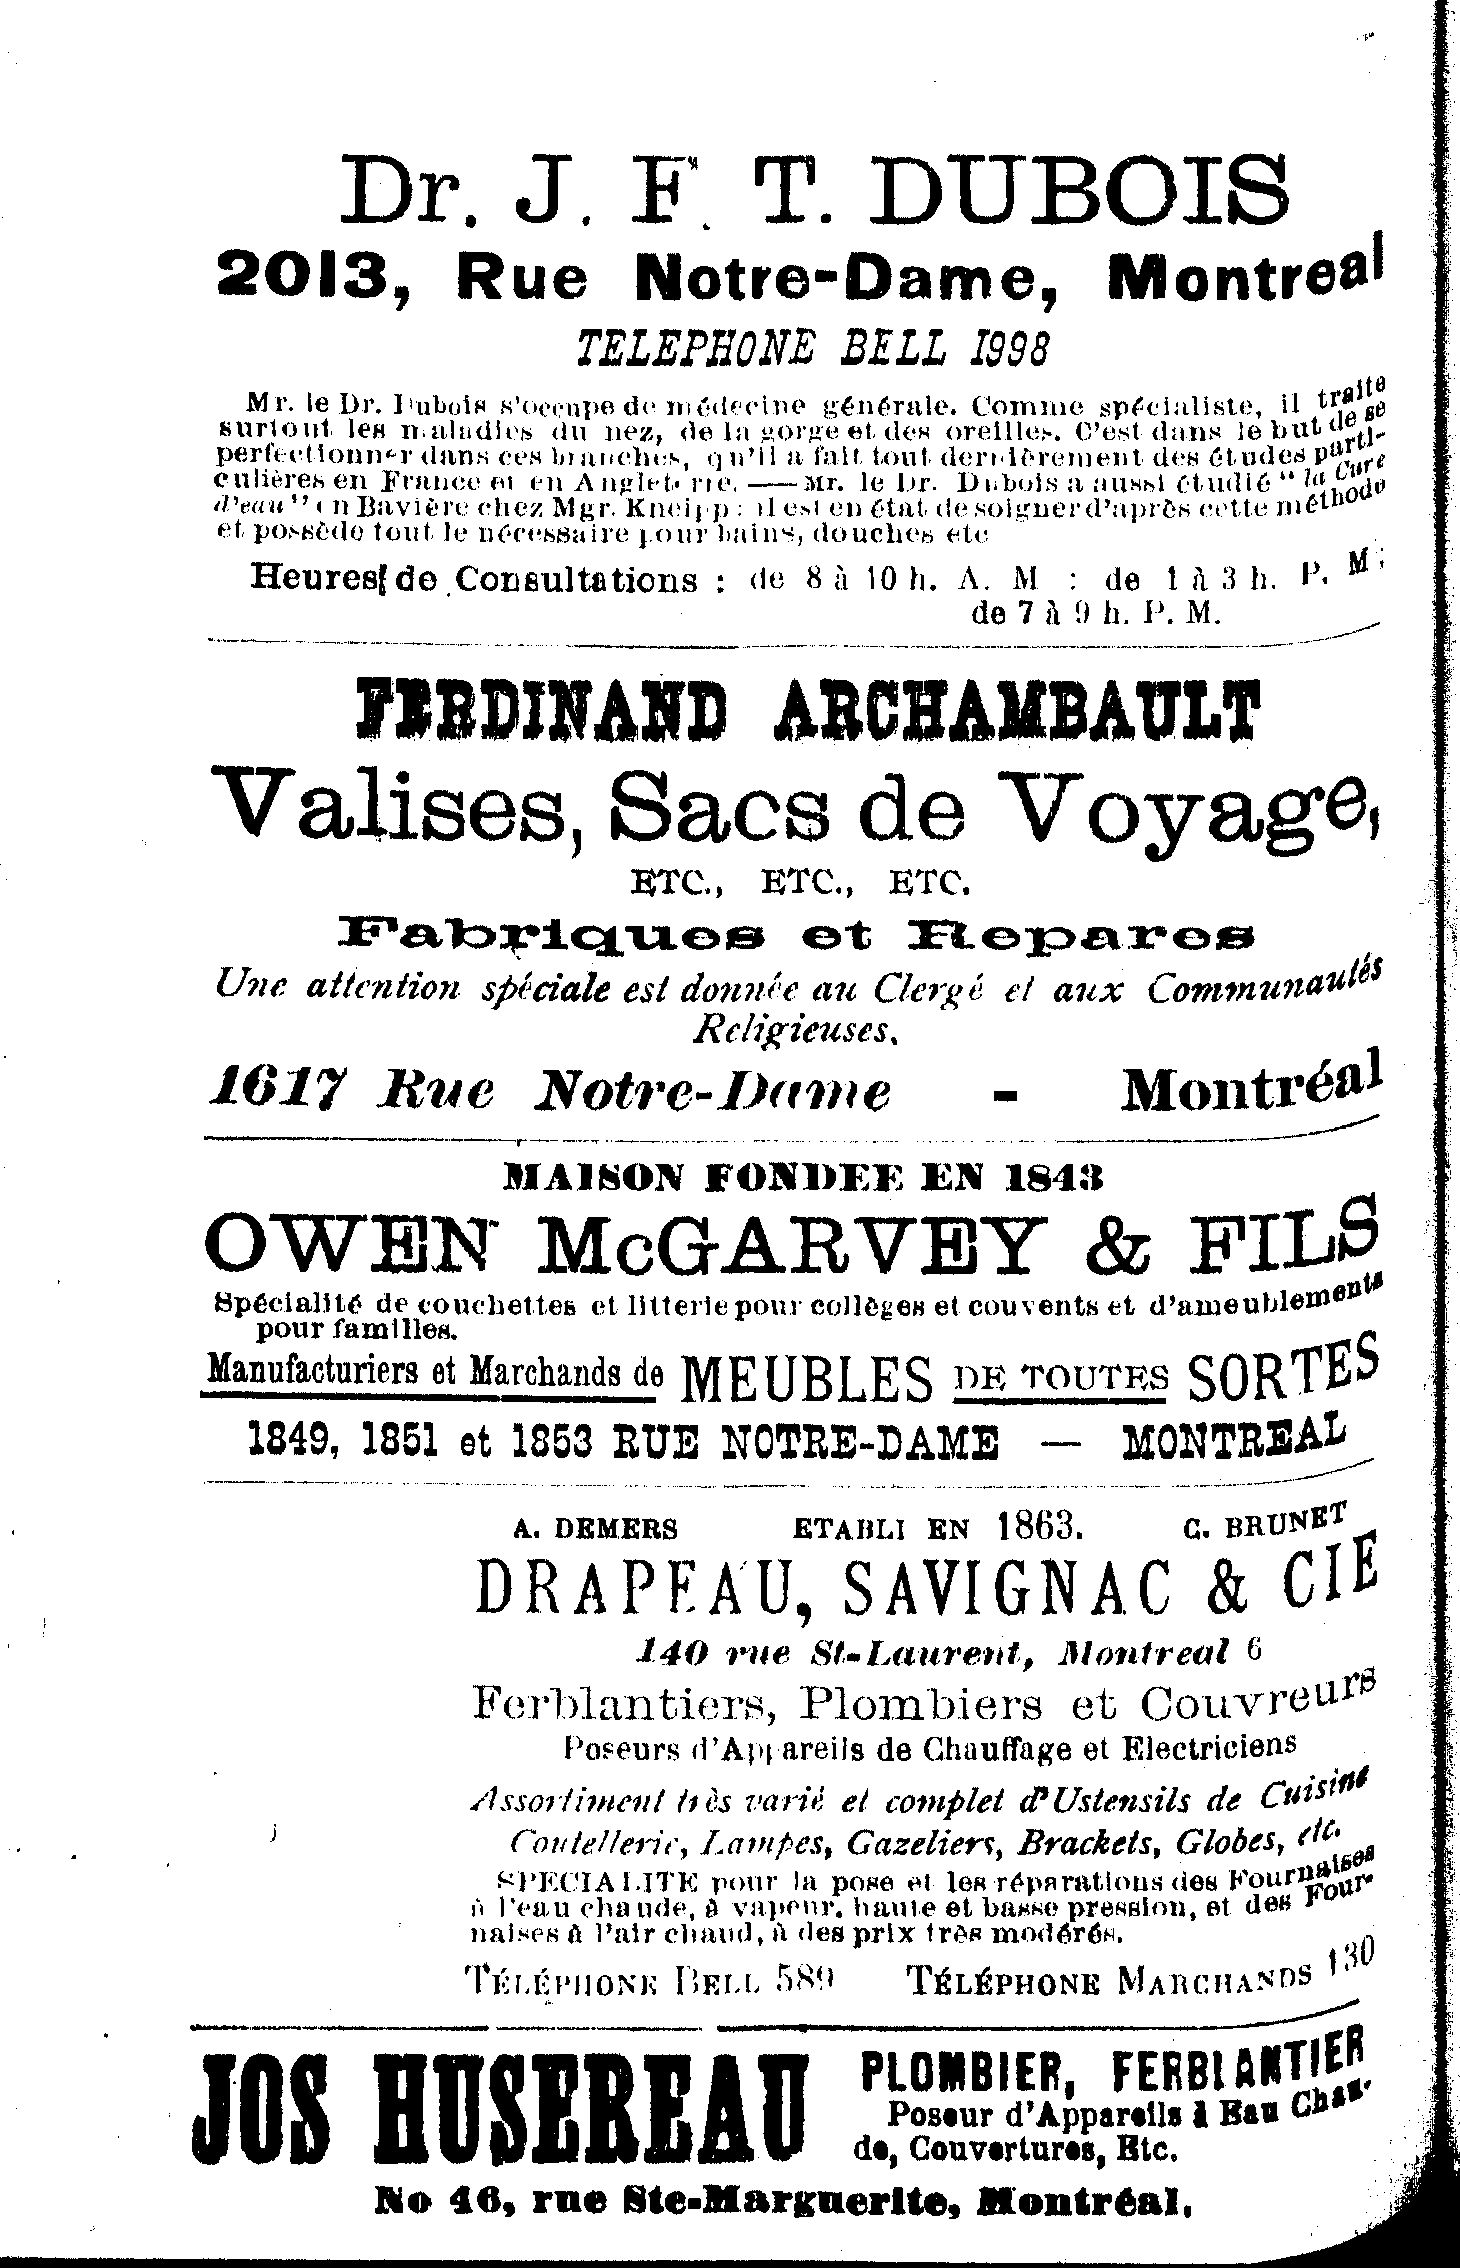 Dr. J. F. T. DUBOIS
2013, Rue Notre-Dame, Montreal
TELEPHONE BELL 1998
Mr. le Dr. Dubois s'occupe de médecine générale. Comme spécialiste, il traite
surtout les maladies du nez, de la gorge et des oreilles. C'est dans le but de se
perfectionner dans ces branches, qu'il a fait tout dernièrement des études parti-
culières en France et en Angleterre. — Mr. le Dr. Dubois a aussi étudié "la Cure
d'eau" en Bavière chez Mgr. Kneipp : il est en état de soigner d'après cette méthode
et possède tout le nécessaire pour bains, douches etc
Heures de Consultations : de 8 à 10 h. A. M : de 1 à 3 h. P. M ;
de 7 à 9 h. P. M.
FERDINAND ARCHAMBAULT
Valises, Sacs de Voyage,
ETC., ETC., ETC.
Fabriques et Repares
Une attention spéciale est donnée au Clergé et aux Communautés
Religieuses.
1617 Rue Notre-Dame - Montréal
MAISON FONDEE EN 1843
OWEN McGARVEY & FILS
Spécialité de couchettes et litterie pour collèges et couvents et d'ameublements
pour familles.
Manufacturiers et Marchands de MEUBLES DE TOUTES SORTES
1849, 1851 et 1853 RUE NOTRE-DAME — MONTREAL
A. DEMERS ETABLI EN 1863. C. BRUNET
DRAPEAU, SAVIGNAC & CIE
140 rue St-Laurent, Montreal 6
Ferblantiers, Plombiers et Couvreurs
Poseurs d'Appareils de Chauffage et Electriciens
Assortiment très varié et complet d'Ustensils de Cuisine
Coutellerie, Lampes, Gazeliers, Brackets, Globes, etc.
SPECIALITE pour la pose et les réparations des Fournaises
à l'eau chaude, à vapeur, haute et basse pression, et des Four-
naises à l'air chaud, à des prix très modérés.
TÉLÉPHONE BELL 589 TÉLÉPHONE MARCHANDS 130
JOS HUSEREAU
PLOMBIER, FERBLANTIER
Poseur d'Appareils à Eau Chau-
de, Couvertures, Etc.
No 46, rue Ste-Marguerite, Montréal.